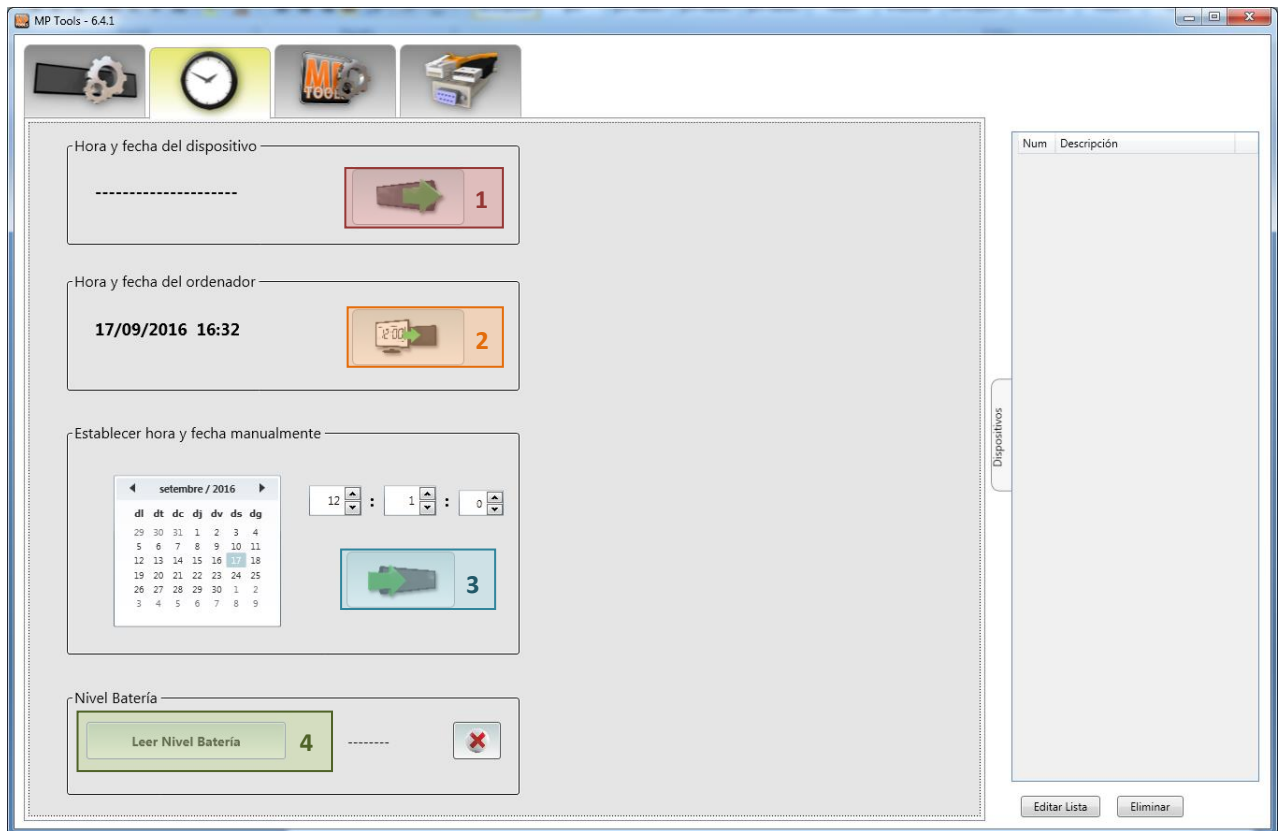 MP Tools - 6.4.1
MP
TOOLS
Hora y fecha del dispositivo
---------------------
1
Hora y fecha del ordenador
17/09/2016 16:32
12:00
2
Establecer hora y fecha manualmente
setembre / 2016
dl dt dc dj dv ds dg
29 30 31 1 2 3 4
5 6 7 8 9 10 11
12 13 14 15 16 17 18
19 20 21 22 23 24 25
26 27 28 29 30 1 2
3 4 5 6 7 8 9
12 : 1 : 0
3
Nivel Batería
Leer Nivel Batería
4
--------
Dispositivos
Num Descripción
Editar Lista
Eliminar